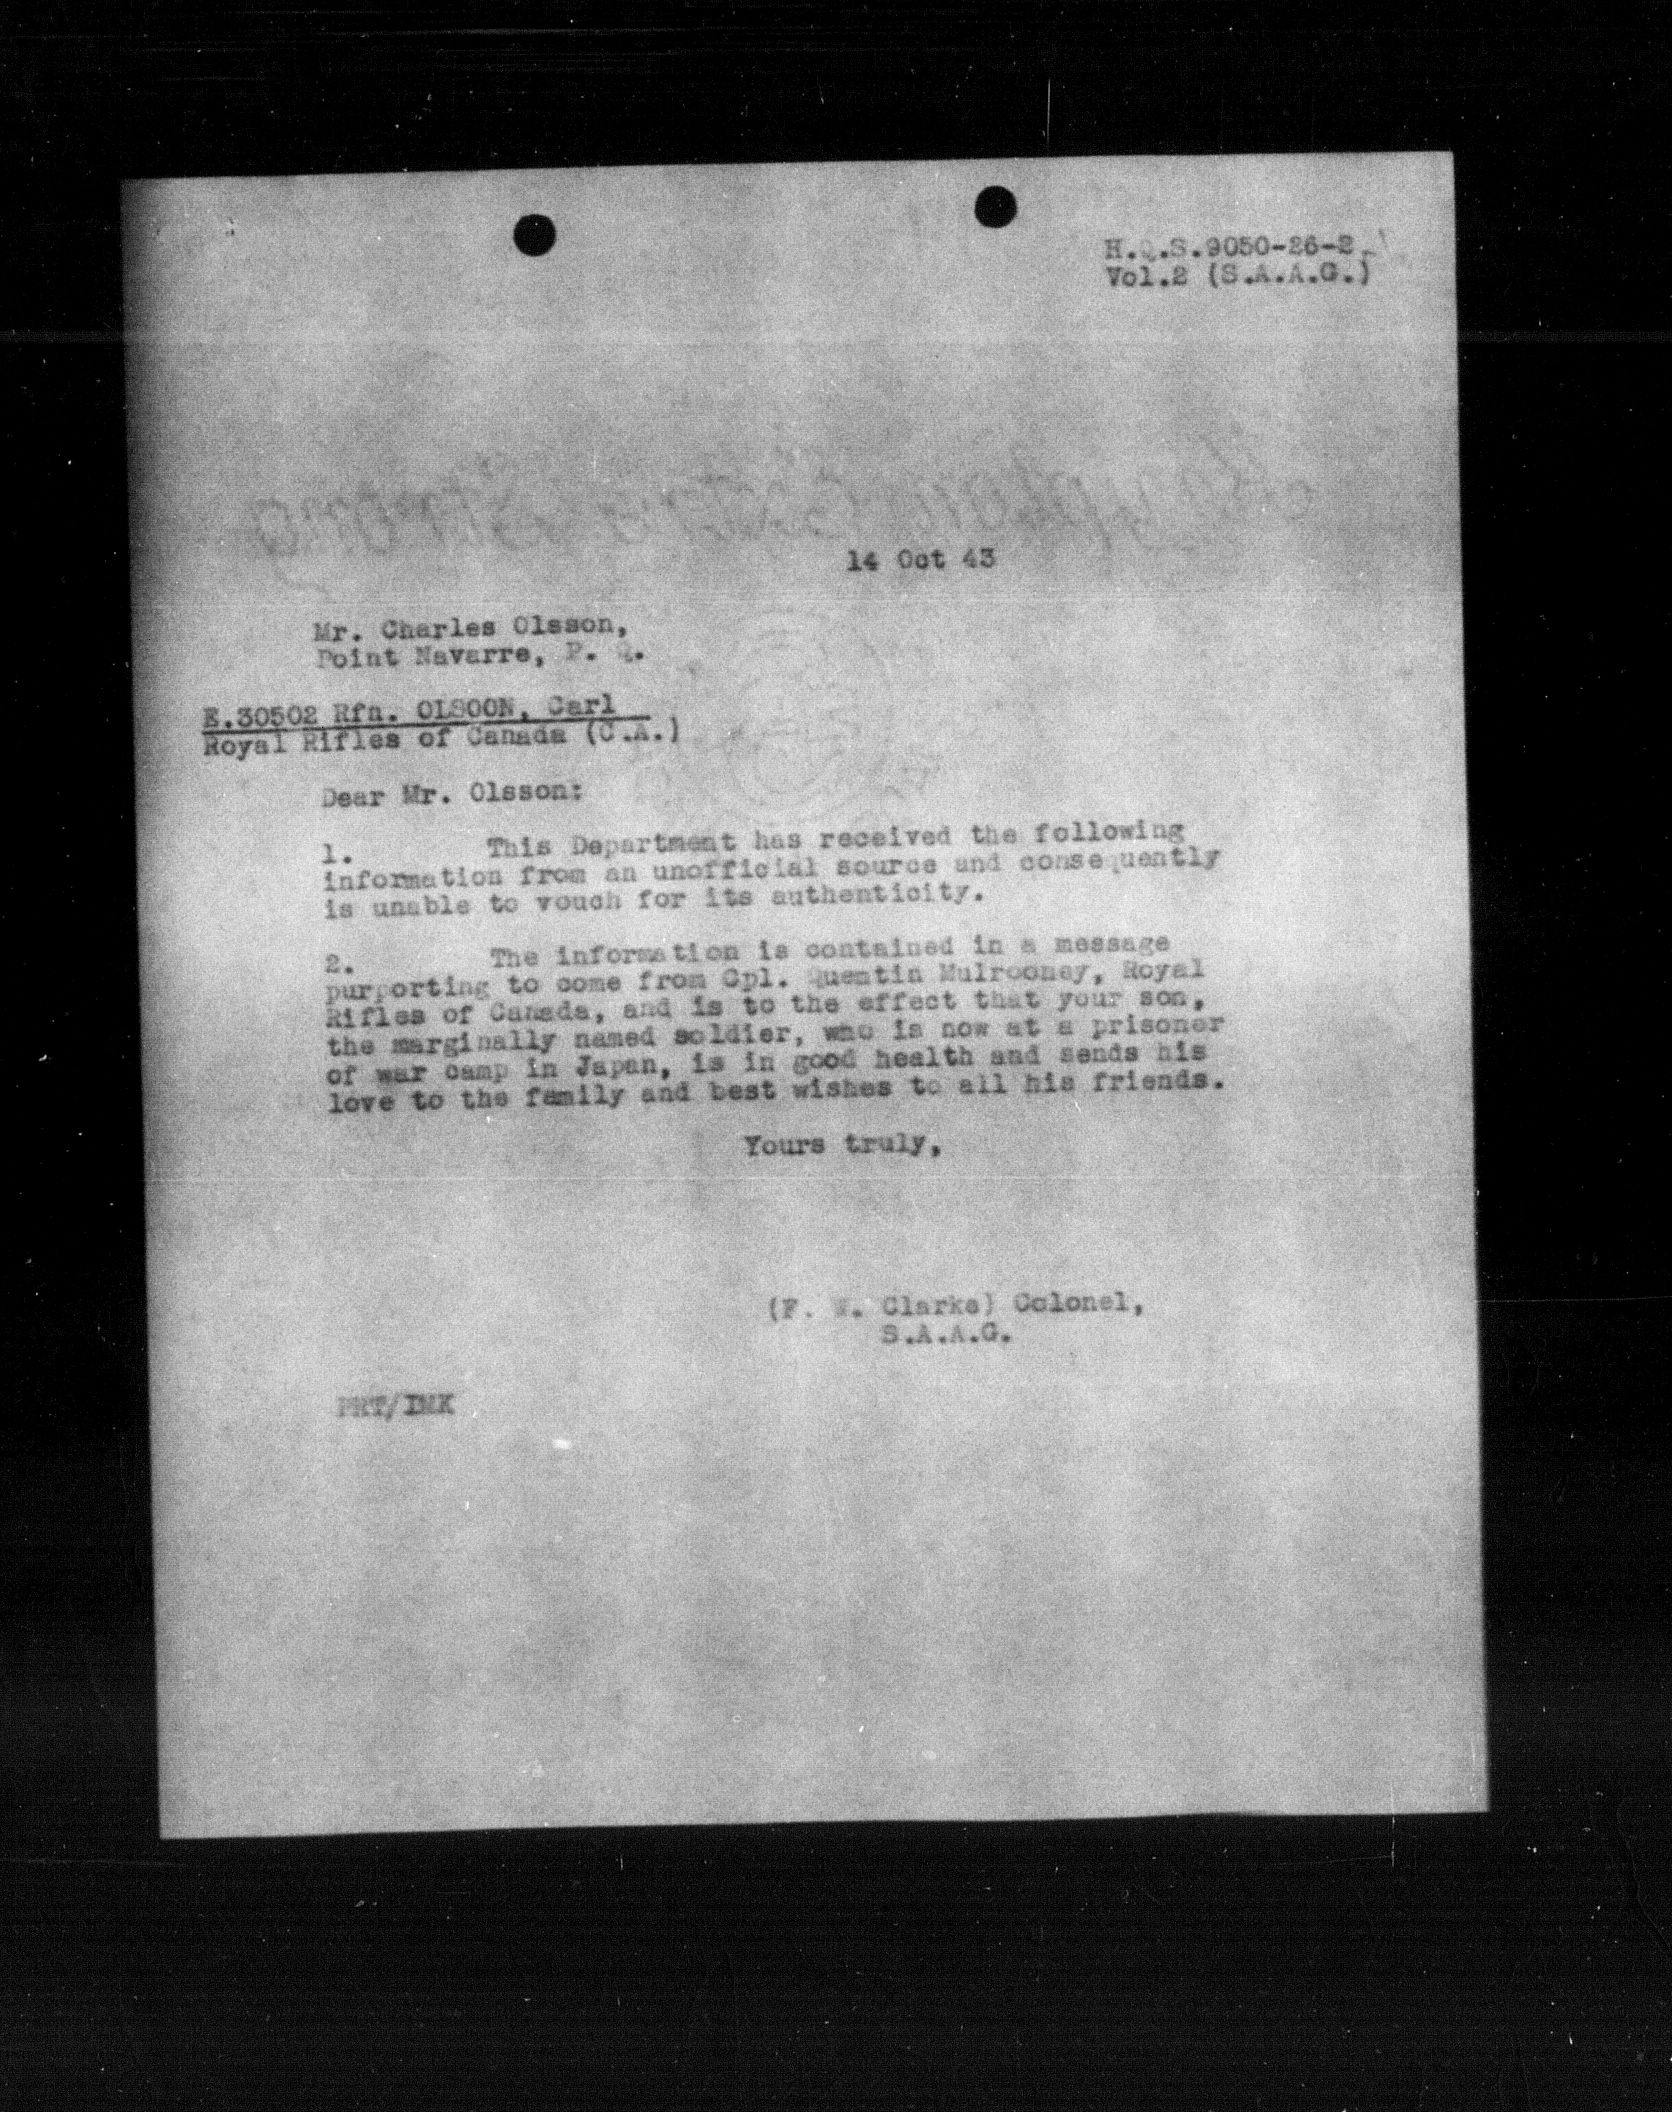 H.Q.S.9050-26-2
Vol.2 (S.A.A.G.)
14 Oct 43
Mr. Charles Olsson,
Point Navarre, P. Q.
E.30502 Rfn. OLSOON, Carl
Royal Rifles of Canada (C.A.)
Dear Mr. Olsson:
1. This Department has received the following
information from an unofficial source and consequently
is unable to vouch for its authenticity.
2. The information is contained in a message
purporting to come from Cpl. Quentin Mulrooney, Royal
Rifles of Canada, and is to the effect that your son,
the marginally named soldier, who is now at a prisoner
of war camp in Japan, is in good health and sends his
love to the family and best wishes to all his friends.
Yours truly,
(F. W. Clarke) Colonel,
S.A.A.G.
PRT/IMK